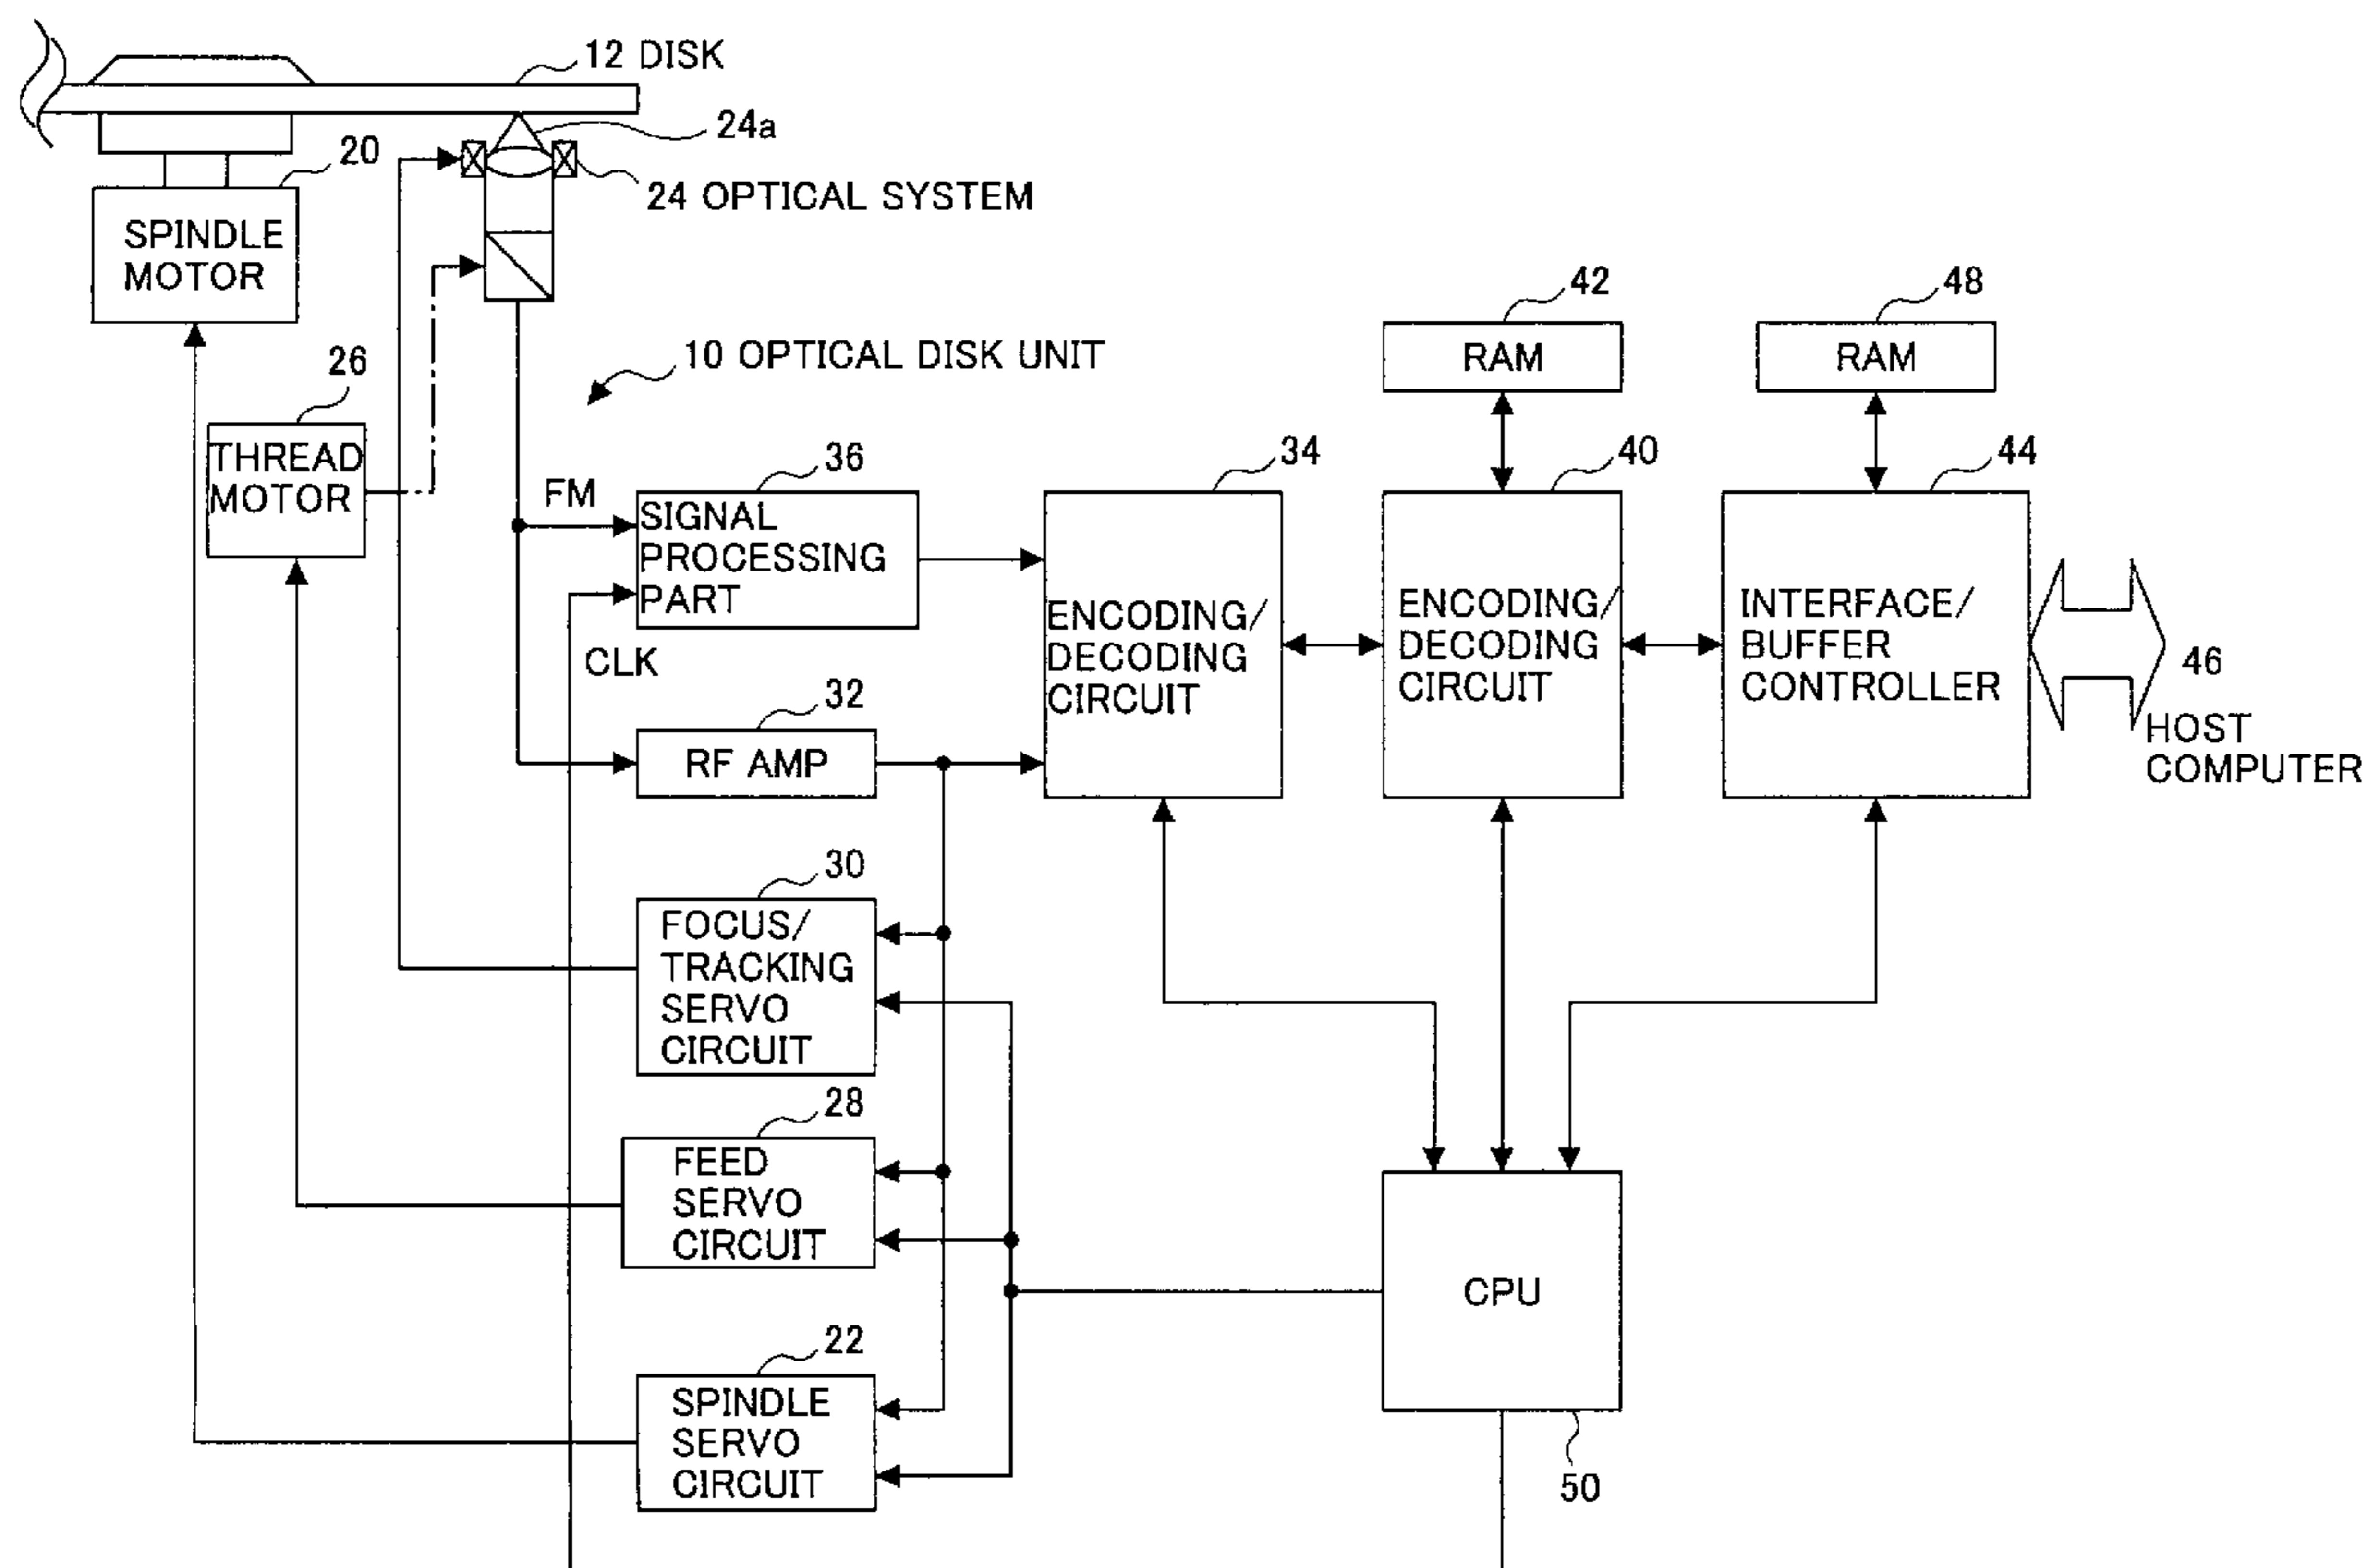 12 DISK
24a
20
24 OPTICAL SYSTEM
SPINDLE
MOTOR
42
48
10 OPTICAL DISK UNIT
RAM
RAM
26
THREAD
MOTOR
36
34
40
44
FM
SIGNAL
PROCESSING
PART
CLK
ENCODING/
DECODING
CIRCUIT
ENCODING/
DECODING
CIRCUIT
INTERFACE/
BUFFER
CONTROLLER
46
HOST
COMPUTER
32
RF AMP
30
FOCUS/
TRACKING
SERVO
CIRCUIT
28
FEED
SERVO
CIRCUIT
CPU
22
SPINDLE
SERVO
CIRCUIT
50